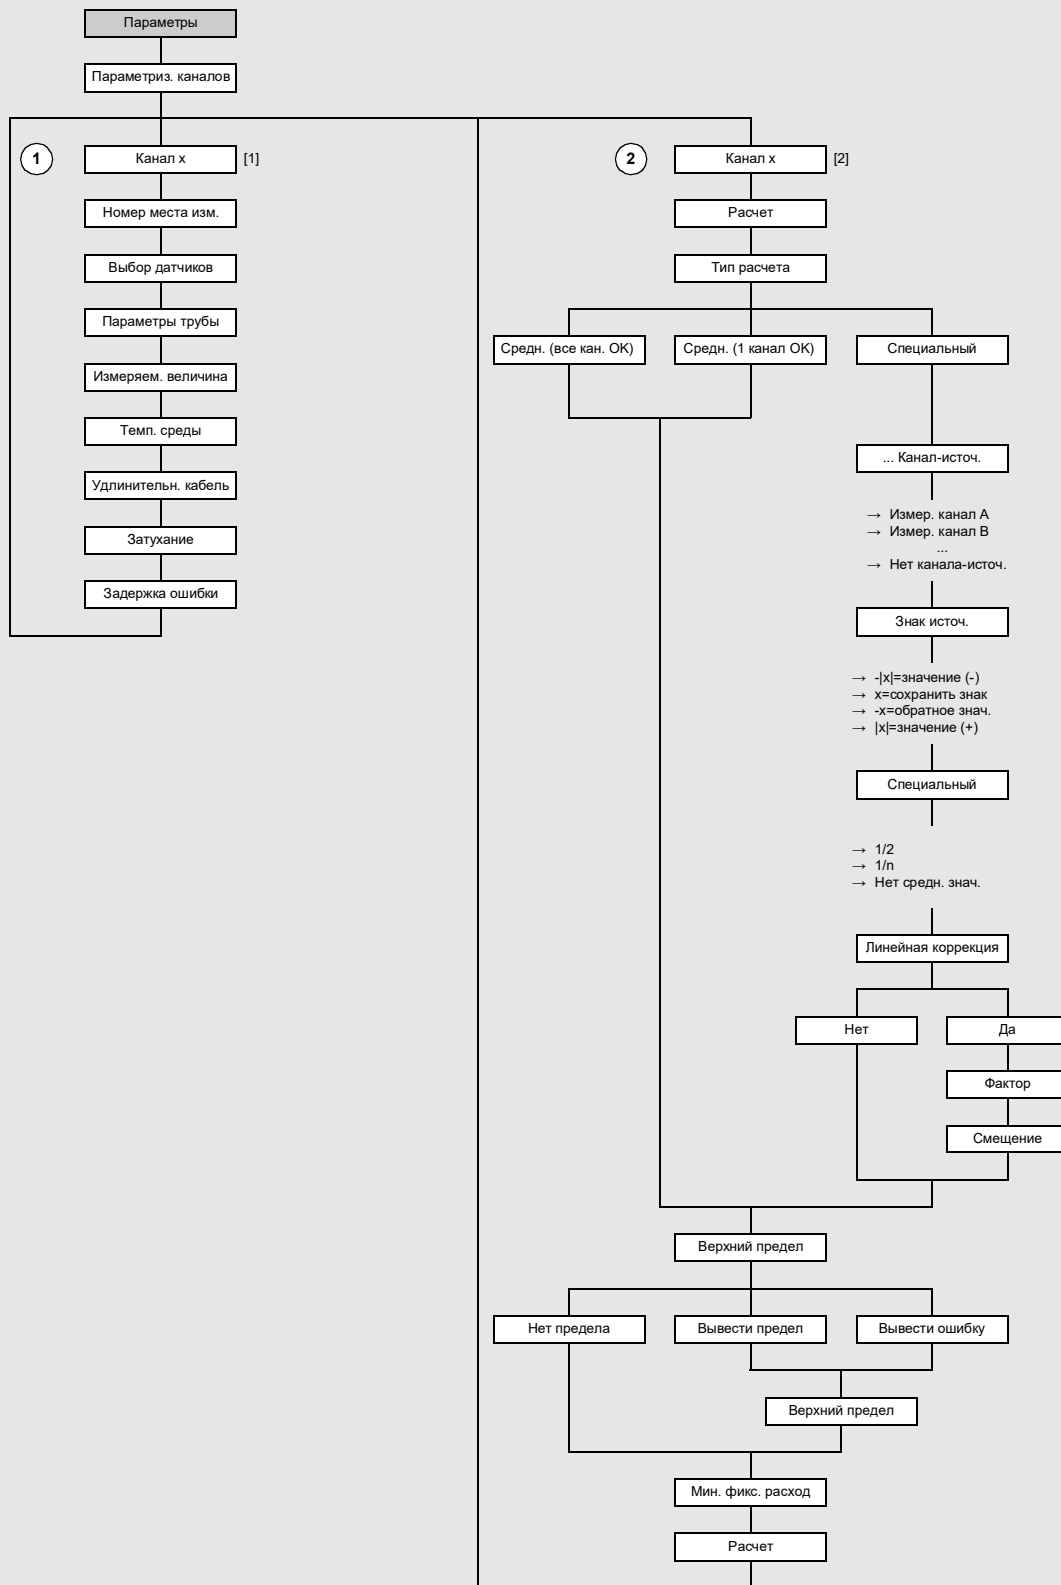 Параметры
Параметриз. каналов
1
Канал x
[1]
Номер места изм.
Выбор датчиков
Параметры трубы
Измеряем. величина
Темп. среды
Удлинительн. кабель
Затухание
Задержка ошибки
2
Канал x
[2]
Расчет
Тип расчета
Средн. (все кан. OK)
Средн. (1 канал OK)
Специальный
... Канал-источ.
→ Измер. канал A
→ Измер. канал B
...
→ Нет канала-источ.
Знак источ.
→ -|x|=значение (-)
→ x=сохранить знак
→ -x=обратное знач.
→ |x|=значение (+)
Специальный
→ 1/2
→ 1/n
→ Нет средн. знач.
Линейная коррекция
Нет
Да
Фактор
Смещение
Верхний предел
Нет предела
Вывести предел
Вывести ошибку
Верхний предел
Мин. фикс. расход
Расчет